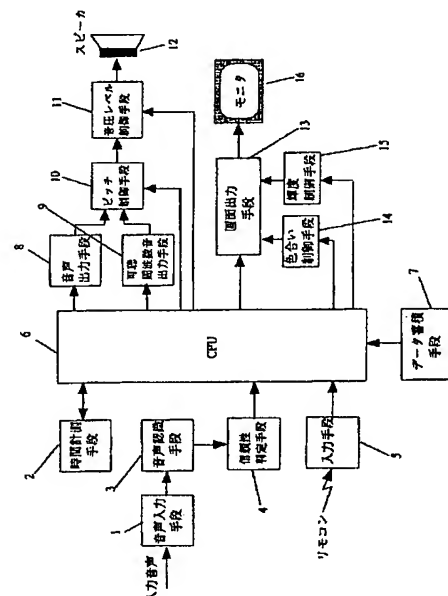 スピーカ
12
11
音圧レベル
制御手段
10
ピッチ
制御手段
9
8
音声
出力手段
可聴
周波数音
出力手段
16
モニタ
13
画面出力
手段
15
輝度
制御手段
14
色合い
制御手段
6
CPU
7
データ蓄積
手段
2
時間計測
手段
3
音声認識
手段
信頼性
判定手段
4
入力手段
5
1
音声入力
手段
入力音声
リモコン